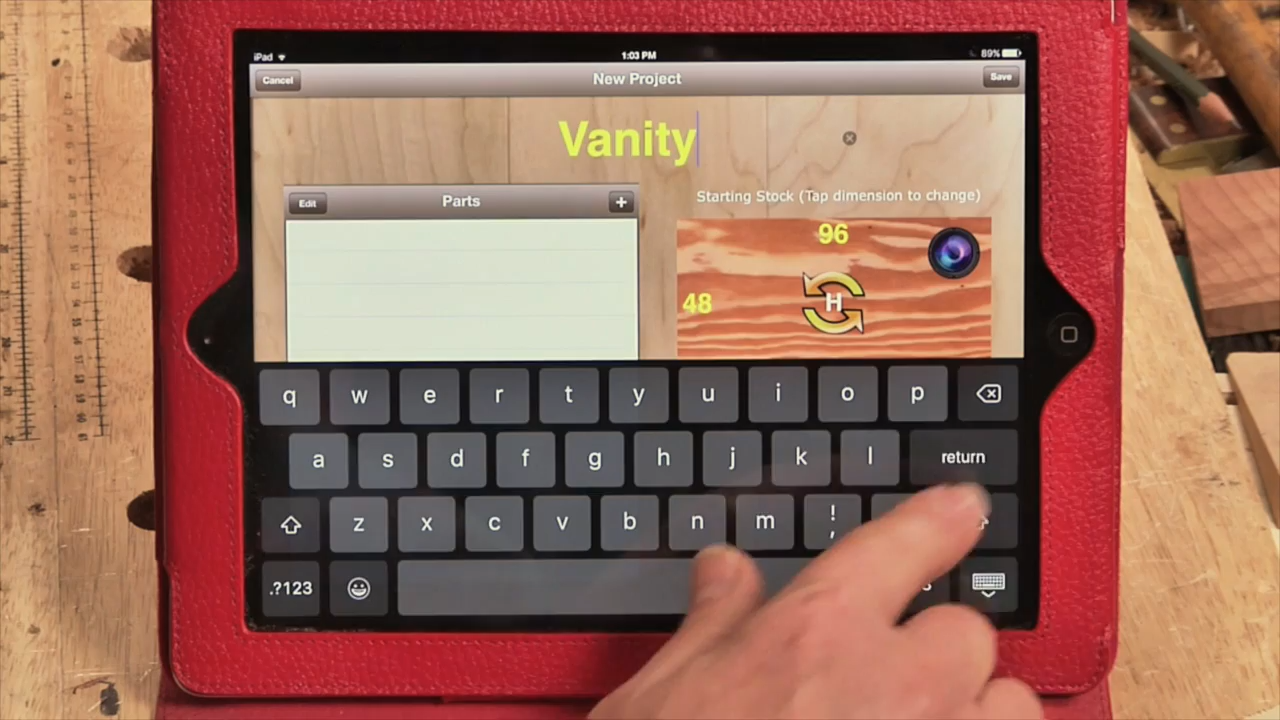 iPad 1:03 PM 89%
Cancel New Project Save
Vanity
Edit Parts +
Starting Stock (Tap dimension to change)
96
48 H
q w e r t y u i o p
a s d f g h j k l return
z x c v b n m ! ,
.?123